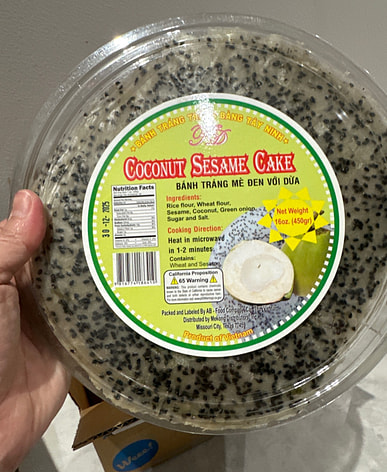 BÁNH TRÁNG
BÀNG TÂY NINH
COCONUT SESAME CAKE
BÁNH TRÁNG MÈ ĐEN VỚI DỪA
Nutrition Facts
Ingredients:
Rice flour, Wheat flour,
Sesame, Coconut, Green onion,
Sugar and Salt.
Net Weight
16oz. (450gr)
Cooking Direction:
Heat in microwave
in 1-2 minutes
Contains:
Wheat and Sesame
30 -12- 2025
California Proposition
65 Warning
Packed and Labeled By AB - Food
Distributed by Mekong
Missouri City, Texas
Product of Vietnam